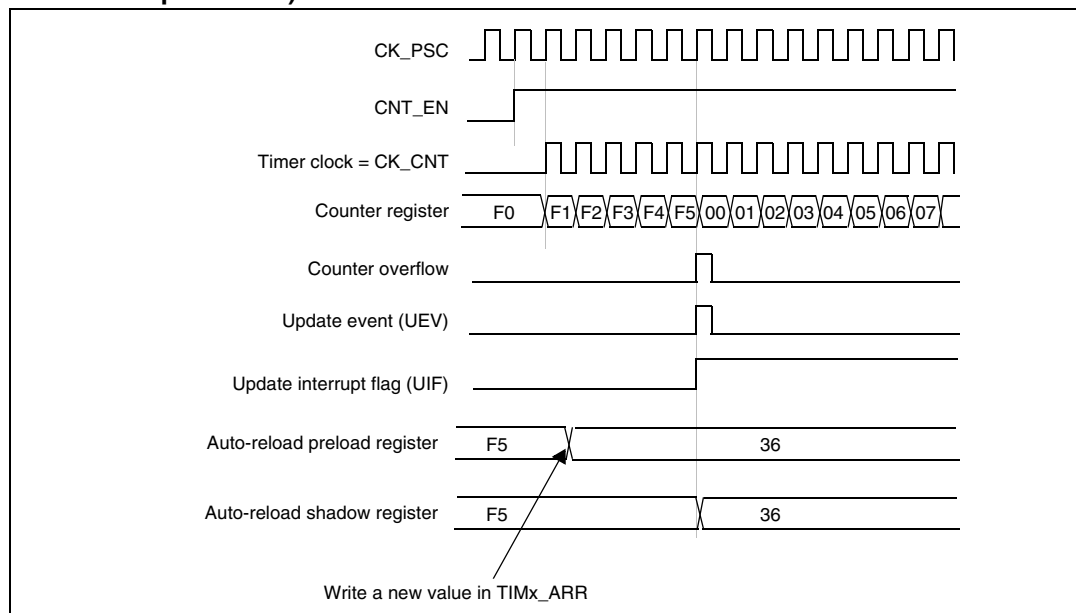 CK_PSC
CNT_EN
Timer clock = CK_CNT
Counter register F0 F1 F2 F3 F4 F5 00 01 02 03 04 05 06 07
Counter overflow
Update event (UEV)
Update interrupt flag (UIF)
Auto-reload preload register F5 36
Auto-reload shadow register F5 36
Write a new value in TIMx_ARR